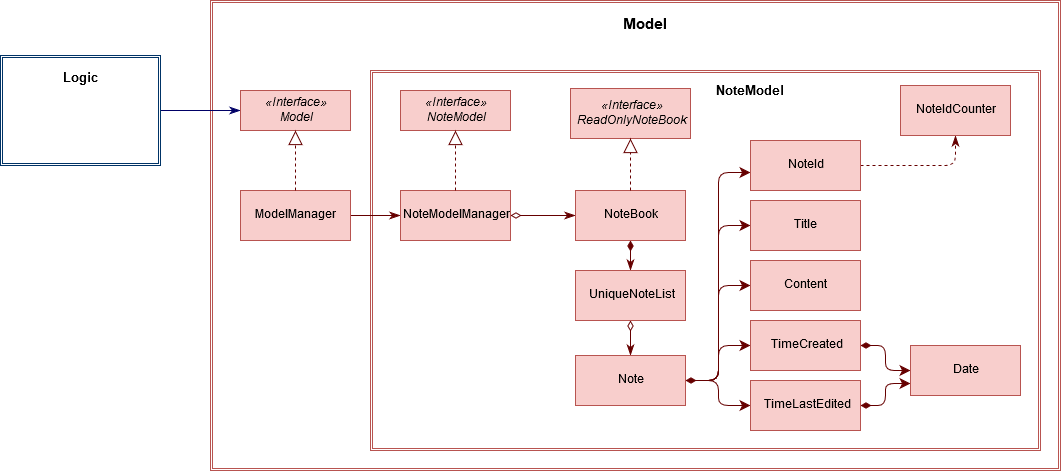 Model
Logic
NoteModel
«Interface»
Model
«Interface»
NoteModel
«Interface»
ReadOnlyNoteBook
NoteIdCounter
NoteId
ModelManager
NoteModelManager
NoteBook
Title
UniqueNoteList
Content
TimeCreated
Note
Date
TimeLastEdited